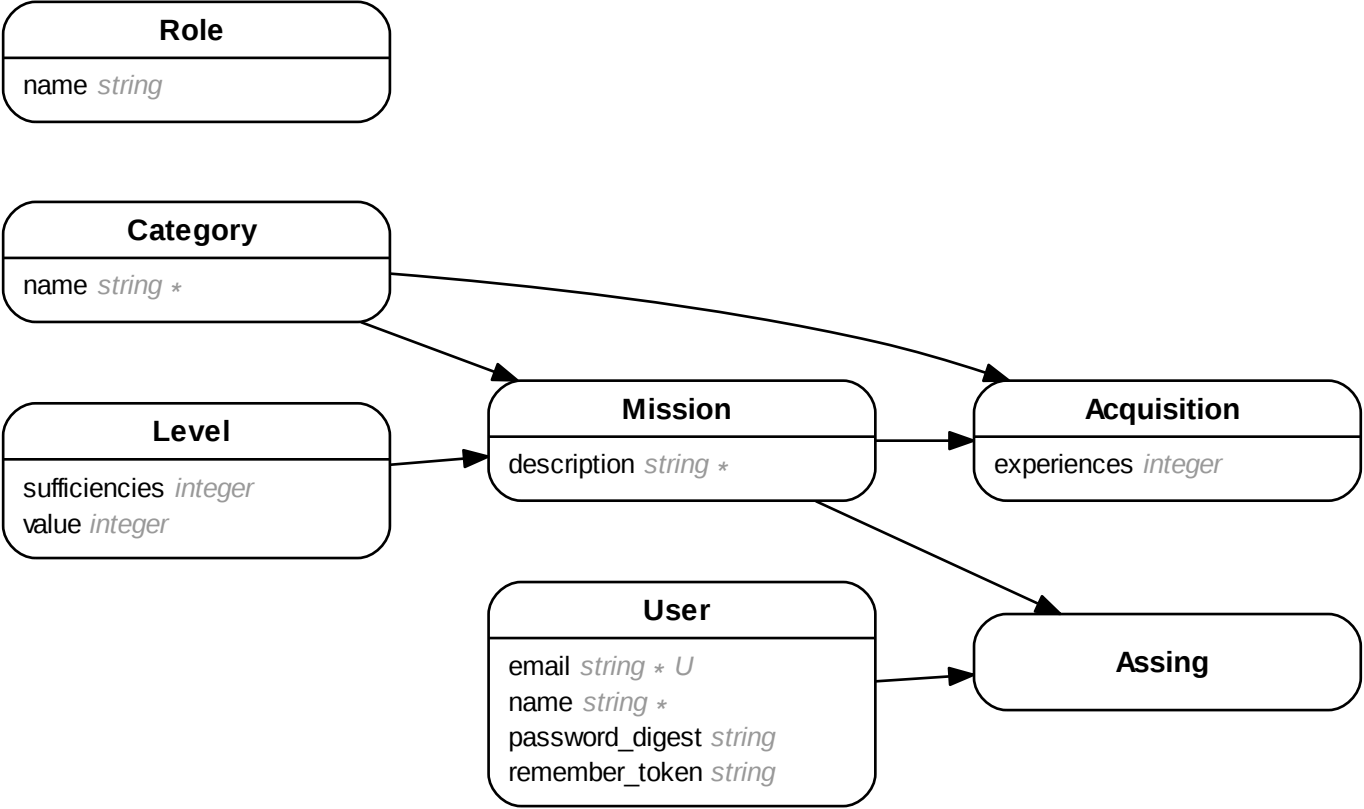 Role
name string
Category
name string *
Level
sufficiencies integer
value integer
Mission
description string *
Acquisition
experiences integer
User
email string * U
name string *
password_digest string
remember_token string
Assing